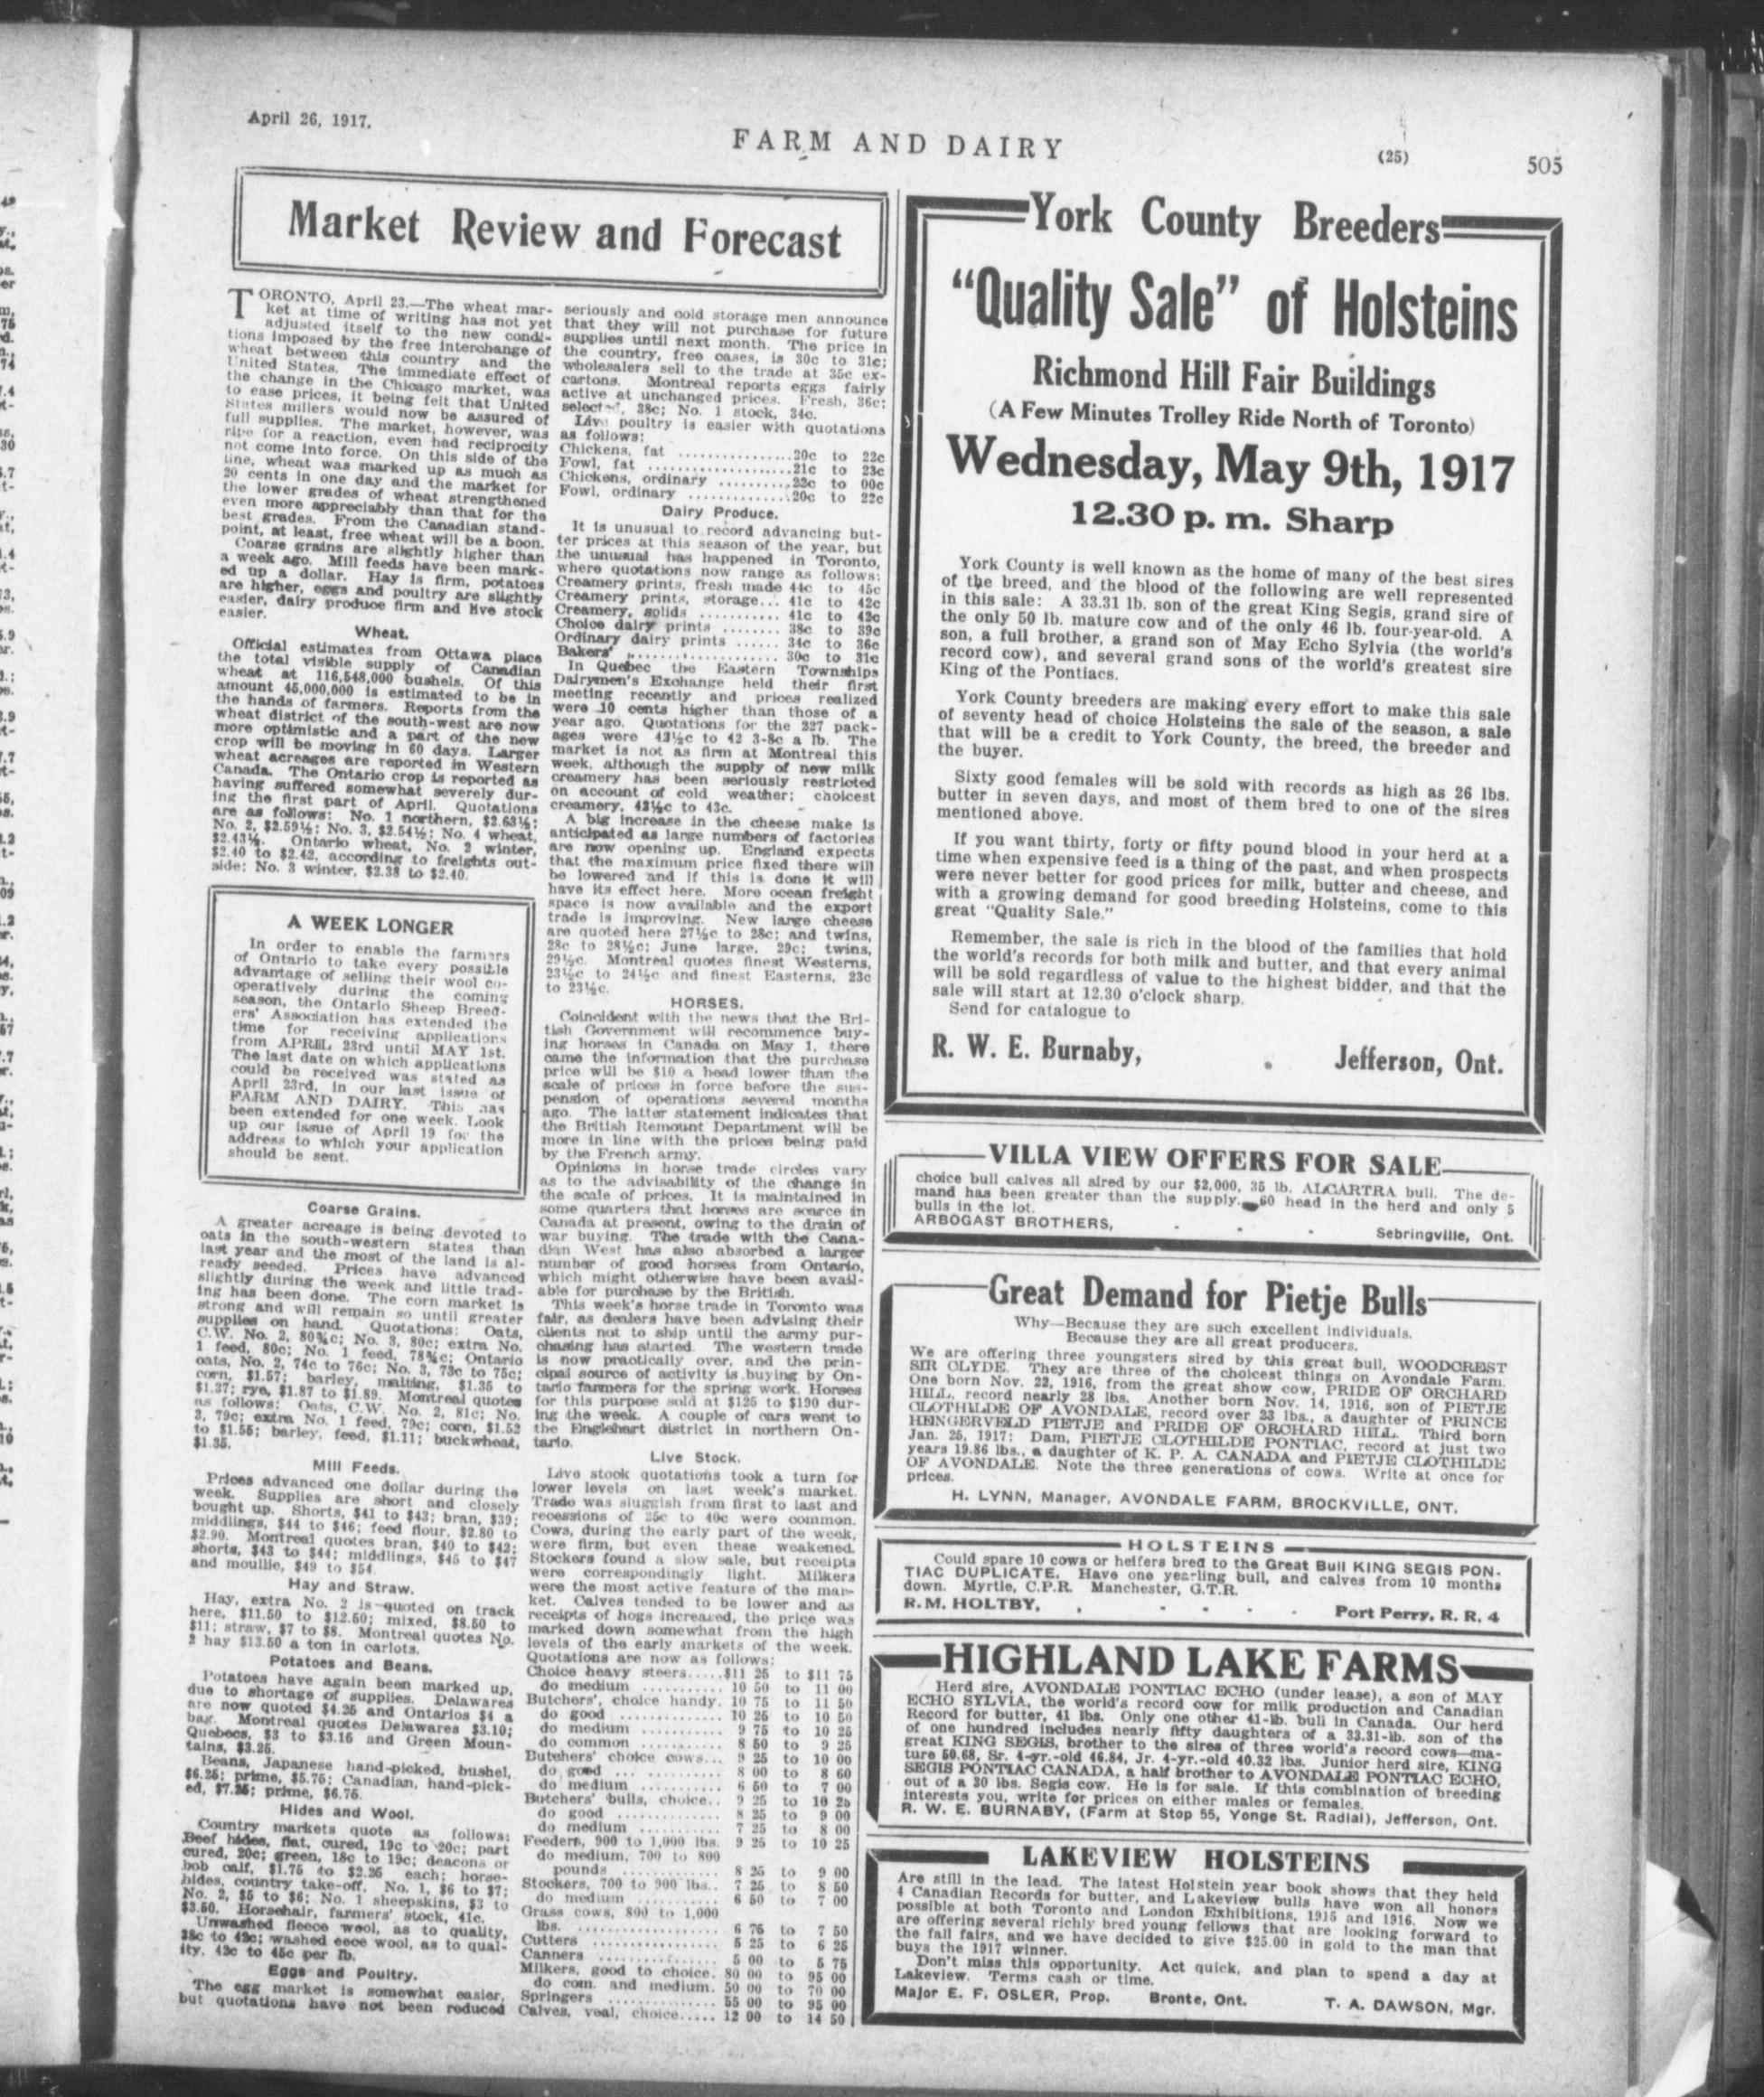 April 26, 1917.
FARM AND DAIRY
(25)
505
Market Review and Forecast
TORONTO, April 23.—The wheat mar-
ket at time of writing has not yet
adjusted itself to the new condi-
tions imposed by the free interchange of
wheat between this country and the
United States. The immediate effect of
the change in the Chicago market, was
to ease prices, it being felt that United
States millers would now be assured of
full supplies. The market, however, was
ripe for a reaction, even had reciprocity
not come into force. On this side of the
line, wheat was marked up as much as
20 cents in one day and the market for
the lower grades of wheat strengthened
even more appreciably than that for the
best grades. From the Canadian stand-
point, at least, free wheat will be a boon.
Coarse grains are slightly higher than
a week ago. Mill feeds have been mark-
ed up a dollar. Hay is firm, potatoes
are higher, eggs and poultry are slightly
easier, dairy produce firm and live stock
easier.
Wheat.
Official estimates from Ottawa place
the total visible supply of Canadian
wheat at 116,548,000 bushels. Of this
amount 45,000,000 is estimated to be in
the hands of farmers. Reports from the
wheat district of the south-west are now
more optimistic and a part of the new
crop will be moving in 60 days. Larger
wheat acreages are reported in Western
Canada. The Ontario crop is reported as
having suffered somewhat severely dur-
ing the first part of April. Quotations
are as follows: No. 1 northern, $2.63½;
No. 2, $2.59½; No. 3, $2.54½; No. 4 wheat,
$2.43½. Ontario wheat, No. 2 winter,
$2.40 to $2.42, according to freights out-
side; No. 3 winter, $2.38 to $2.40.
A WEEK LONGER
In order to enable the farmers
of Ontario to take every possible
advantage of selling their wool co-
operatively during the coming
season, the Ontario Sheep Breed-
ers' Association has extended the
time for receiving applications
from APRIL 23rd until MAY 1st.
The last date on which applications
could be received was stated as
April 23rd, in our last issue of
FARM AND DAIRY. This has
been extended for one week. Look
up our issue of April 19 for the
address to which your application
should be sent.
Coarse Grains.
A greater acreage is being devoted to
oats in the south-western states than
last year and the most of the land is al-
ready seeded. Prices have advanced
slightly during the week and little trad-
ing has been done. The corn market is
strong and will remain so until greater
supplies on hand. Quotations: Oats,
C.W. No. 2, 80¾c; No. 3, 80c; extra No.
1 feed, 80c; No. 1 feed, 78¾c; Ontario
oats, No. 2, 74c to 76c; No. 3, 73c to 75c;
corn, $1.57; barley, malting, $1.35 to
$1.37; rye, $1.87 to $1.89. Montreal quotes
as follows: Oats, C.W. No. 2, 81c; No.
3, 79c; extra No. 1 feed, 79c; corn, $1.52
to $1.55; barley, feed, $1.11; buckwheat,
$1.35.
Mill Feeds.
Prices advanced one dollar during the
week. Supplies are short and closely
bought up. Shorts, $41 to $43; bran, $39;
middlings, $44 to $46; feed flour, $2.80 to
$2.90. Montreal quotes bran, $40 to $42;
shorts, $43 to $44; middlings, $45 to $47
and moullie, $49 to $54.
Hay and Straw.
Hay, extra No. 2 is quoted on track
here, $11.50 to $12.50; mixed, $8.50 to
$11; straw, $7 to $8. Montreal quotes No.
2 hay $13.50 a ton in carlots.
Potatoes and Beans.
Potatoes have again been marked up,
due to shortage of supplies. Delawares
are now quoted $4.25 and Ontarios $4 a
bag. Montreal quotes Delawares $3.10;
Quebecs, $3 to $3.15 and Green Moun-
tains, $3.25.
Beans, Japanese hand-picked, bushel,
$6.25; prime, $5.75; Canadian, hand-pick-
ed, $7.25; prime, $6.75.
Hides and Wool.
Country markets quote as follows:
Beef hides, flat, cured, 19c to 20c; part
cured, 20c; green, 18c to 19c; deacons or
bob calf, $1.75 to $2.25 each; horse-
hides, country take-off, No. 1, $6 to $7;
No. 2, $5 to $6; No. 1 sheepskins, $3 to
$3.50. Horsehair, farmers' stock, 41c.
Unwashed fleece wool, as to quality,
38c to 42c; washed eece wool, as to qual-
ity, 42c to 45c per lb.
Eggs and Poultry.
The egg market is somewhat easier,
but quotations have not been reduced
seriously and cold storage men announce
that they will not purchase for future
supplies until next month. The price in
the country, free cases, is 30c to 31c;
wholesalers sell to the trade at 35c ex-
cartons. Montreal reports eggs fairly
active at unchanged prices. Fresh, 36c;
selected, 38c; No. 1 stock, 34c.
Live poultry is easier with quotations
as follows:
Chickens, fat ...............20c to 22c
Fowl, fat ...................21c to 23c
Chickens, ordinary ..........22c to 00c
Fowl, ordinary ..............20c to 22c
Dairy Produce.
It is unusual to record advancing but-
ter prices at this season of the year, but
the unusual has happened in Toronto,
where quotations now range as follows:
Creamery prints, fresh made 44c to 45c
Creamery prints, storage... 41c to 42c
Creamery, solids ........... 41c to 42c
Choice dairy prints ........ 38c to 39c
Ordinary dairy prints ...... 34c to 36c
Bakers' .................... 30c to 31c
In Quebec the Eastern Townships
Dairymen's Exchange held their first
meeting recently and prices realized
were 10 cents higher than those of a
year ago. Quotations for the 227 pack-
ages were 42½c to 42 3-8c a lb. The
market is not as firm at Montreal this
week, although the supply of new milk
creamery has been seriously restricted
on account of cold weather; choicest
creamery, 42½c to 43c.
A big increase in the cheese make is
anticipated as large numbers of factories
are now opening up. England expects
that the maximum price fixed there will
be lowered and if this is done it will
have its effect here. More ocean freight
space is now available and the export
trade is improving. New large cheese
are quoted here 27½c to 28c; and twins,
28c to 28½c; June large, 29c; twins,
29½c. Montreal quotes finest Westerns,
23½c to 24½c and finest Easterns, 23c
to 23½c.
HORSES.
Coincident with the news that the Bri-
tish Government will recommence buy-
ing horses in Canada on May 1, there
came the information that the purchase
price will be $10 a head lower than the
scale of prices in force before the sus-
pension of operations several months
ago. The latter statement indicates that
the British Remount Department will be
more in line with the prices being paid
by the French army.
Opinions in horse trade circles vary
as to the advisability of the change in
the scale of prices. It is maintained in
some quarters that horses are scarce in
Canada at present, owing to the drain of
war buying. The trade with the Cana-
dian West has also absorbed a larger
number of good horses from Ontario,
which might otherwise have been avail-
able for purchase by the British.
This week's horse trade in Toronto was
fair, as dealers have been advising their
clients not to ship until the army pur-
chasing has started. The western trade
is now practically over, and the prin-
cipal source of activity is buying by On-
tario farmers for the spring work. Horses
for this purpose sold at $125 to $190 dur-
ing the week. A couple of cars went to
the Englehart district in northern On-
tario.
Live Stock.
Live stock quotations took a turn for
lower levels on last week's market.
Trade was sluggish from first to last and
recessions of 25c to 40c were common.
Cows, during the early part of the week,
were firm, but even these weakened.
Stockers found a slow sale, but receipts
were correspondingly light. Milkers
were the most active feature of the mar-
ket. Calves tended to be lower and as
receipts of hogs increased, the price was
marked down somewhat from the high
levels of the early markets of the week.
Quotations are now as follows:
Choice heavy steers.....$11 25 to $11 75
do medium ........... 10 50 to 11 00
Butchers', choice handy. 10 75 to 11 50
do good .............. 10 25 to 10 50
do medium ........... 9 75 to 10 25
do common ........... 8 50 to 9 25
Butchers' choice cows... 9 25 to 10 00
do good ... .......... 8 00 to 8 60
do medium ........... 6 50 to 7 00
Butchers' bulls, choice.. 9 25 to 10 25
do good .............. 8 25 to 9 00
do medium ........... 7 25 to 8 00
Feeders, 900 to 1,000 lbs. 9 25 to 10 25
do medium, 700 to 800
pounds .............. 8 25 to 9 00
Stockers, 700 to 900 lbs.. 7 25 to 8 50
do medium .......... 6 50 to 7 00
Grass cows, 800 to 1,000
lbs. .................. 6 75 to 7 50
Cutters ................. 5 25 to 6 25
Canners ................. 5 00 to 5 75
Milkers, good to choice. 80 00 to 95 00
do com. and medium. 50 00 to 70 00
Springers ............... 55 00 to 95 00
Calves, veal, choice..... 12 00 to 14 50
York County Breeders
"Quality Sale" of Holsteins
Richmond Hill Fair Buildings
(A Few Minutes Trolley Ride North of Toronto)
Wednesday, May 9th, 1917
12.30 p. m. Sharp
York County is well known as the home of many of the best sires
of the breed, and the blood of the following are well represented
in this sale: A 33.31 lb. son of the great King Segis, grand sire of
the only 50 lb. mature cow and of the only 46 lb. four-year-old. A
son, a full brother, a grand son of May Echo Sylvia (the world's
record cow), and several grand sons of the world's greatest sire
King of the Pontiacs.
York County breeders are making every effort to make this sale
of seventy head of choice Holsteins the sale of the season, a sale
that will be a credit to York County, the breed, the breeder and
the buyer.
Sixty good females will be sold with records as high as 26 lbs.
butter in seven days, and most of them bred to one of the sires
mentioned above.
If you want thirty, forty or fifty pound blood in your herd at a
time when expensive feed is a thing of the past, and when prospects
were never better for good prices for milk, butter and cheese, and
with a growing demand for good breeding Holsteins, come to this
great "Quality Sale."
Remember, the sale is rich in the blood of the families that hold
the world's records for both milk and butter, and that every animal
will be sold regardless of value to the highest bidder, and that the
sale will start at 12.30 o'clock sharp.
Send for catalogue to
R. W. E. Burnaby, Jefferson, Ont.
VILLA VIEW OFFERS FOR SALE
choice bull calves all sired by our $2,000, 35 lb. ALCARTRA bull. The de-
mand has been greater than the supply. 60 head in the herd and only 5
bulls in the lot.
ARBOGAST BROTHERS, - - - Sebringville, Ont.
Great Demand for Pietje Bulls
Why—Because they are such excellent individuals.
Because they are all great producers.
We are offering three youngsters sired by this great bull, WOODCREST
SIR CLYDE. They are three of the choicest things on Avondale Farm.
One born Nov. 22, 1916, from the great show cow, PRIDE OF ORCHARD
HILL, record nearly 28 lbs. Another born Nov. 14, 1916, son of PIETJE
CLOTHILDE OF AVONDALE, record over 23 lbs., a daughter of PRINCE
HENGERVELD PIETJE and PRIDE OF ORCHARD HILL. Third born
Jan. 25, 1917: Dam, PIETJE CLOTHILDE PONTIAC, record at just two
years 19.86 lbs., a daughter of K. P. A. CANADA and PIETJE CLOTHILDE
OF AVONDALE. Note the three generations of cows. Write at once for
prices.
H. LYNN, Manager, AVONDALE FARM, BROCKVILLE, ONT.
HOLSTEINS
Could spare 10 cows or heifers bred to the Great Bull KING SEGIS PON-
TIAC DUPLICATE. Have one yearling bull, and calves from 10 months
down. Myrtle, C.P.R. Manchester, G.T.R.
R.M. HOLTBY, - - - - Port Perry, R. R. 4
HIGHLAND LAKE FARMS
Herd sire, AVONDALE PONTIAC ECHO (under lease), a son of MAY
ECHO SYLVIA, the world's record cow for milk production and Canadian
Record for butter, 41 lbs. Only one other 41-lb. bull in Canada. Our herd
of one hundred includes nearly fifty daughters of a 33.31-lb. son of the
great KING SEGIS, brother to the sires of three world's record cows—ma-
ture 50.68, Sr. 4-yr.-old 46.84, Jr. 4-yr.-old 40.32 lbs. Junior herd sire, KING
SEGIS PONTIAC CANADA, a half brother to AVONDALE PONTIAC ECHO,
out of a 30 lbs. Segis cow. He is for sale. If this combination of breeding
interests you, write for prices on either males or females.
R. W. E. BURNABY, (Farm at Stop 55, Yonge St. Radial), Jefferson, Ont.
LAKEVIEW HOLSTEINS
Are still in the lead. The latest Holstein year book shows that they held
4 Canadian Records for butter, and Lakeview bulls have won all honors
possible at both Toronto and London Exhibitions, 1915 and 1916. Now we
are offering several richly bred young fellows that are looking forward to
the fall fairs, and we have decided to give $25.00 in gold to the man that
buys the 1917 winner.
Don't miss this opportunity. Act quick, and plan to spend a day at
Lakeview. Terms cash or time.
Major E. F. OSLER, Prop. Bronte, Ont. T. A. DAWSON, Mgr.